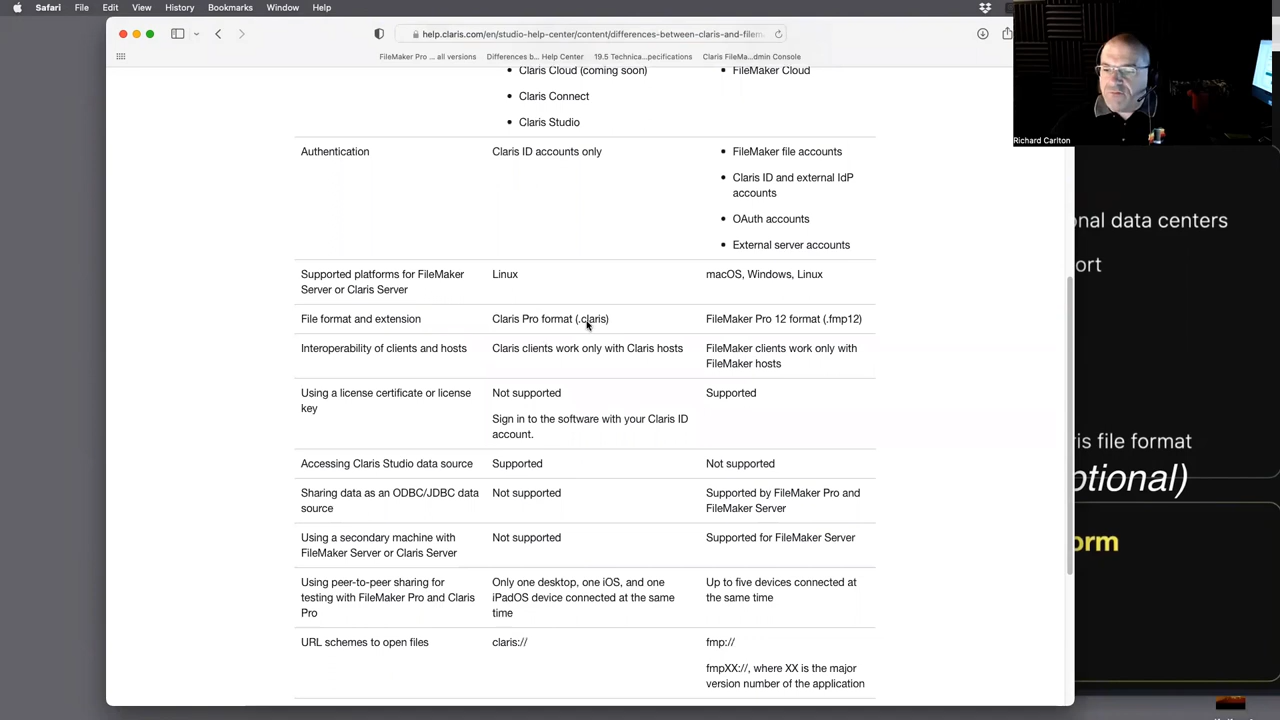 Safari File Edit View History Bookmarks Window Help
help.claris.com/en/studio-help-center/content/differences-between-claris-and-filem
FileMaker Pro ... all versions Differences b... Help Center 19.5 Technica...pecifications Claris FileMa...dmin Console
Richard Carlton
• Claris Cloud (coming soon)
• Claris Connect
• Claris Studio
• FileMaker Cloud
Authentication
Claris ID accounts only
• FileMaker file accounts
• Claris ID and external IdP
accounts
• OAuth accounts
• External server accounts
Supported platforms for FileMaker
Server or Claris Server
Linux
macOS, Windows, Linux
File format and extension
Claris Pro format (.claris)
FileMaker Pro 12 format (.fmp12)
Interoperability of clients and hosts
Claris clients work only with Claris hosts
FileMaker clients work only with
FileMaker hosts
Using a license certificate or license
key
Not supported
Sign in to the software with your Claris ID
account.
Supported
Accessing Claris Studio data source
Supported
Not supported
Sharing data as an ODBC/JDBC data
source
Not supported
Supported by FileMaker Pro and
FileMaker Server
Using a secondary machine with
FileMaker Server or Claris Server
Not supported
Supported for FileMaker Server
Using peer-to-peer sharing for
testing with FileMaker Pro and Claris
Pro
Only one desktop, one iOS, and one
iPadOS device connected at the same
time
Up to five devices connected at
the same time
URL schemes to open files
claris://
fmp://
fmpXX://, where XX is the major
version number of the application
nal data centers
ort
ris file format
tional)
orm